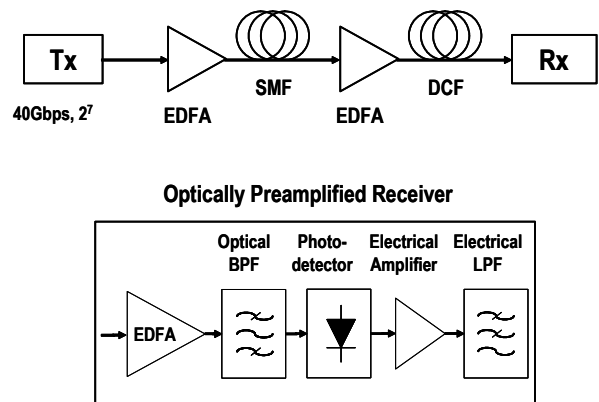 Tx
Rx
SMF
DCF
40Gbps, 2⁷
EDFA
EDFA
Optically Preamplified Receiver
Optical
BPF
Photo-
detector
Electrical
Amplifier
Electrical
LPF
EDFA